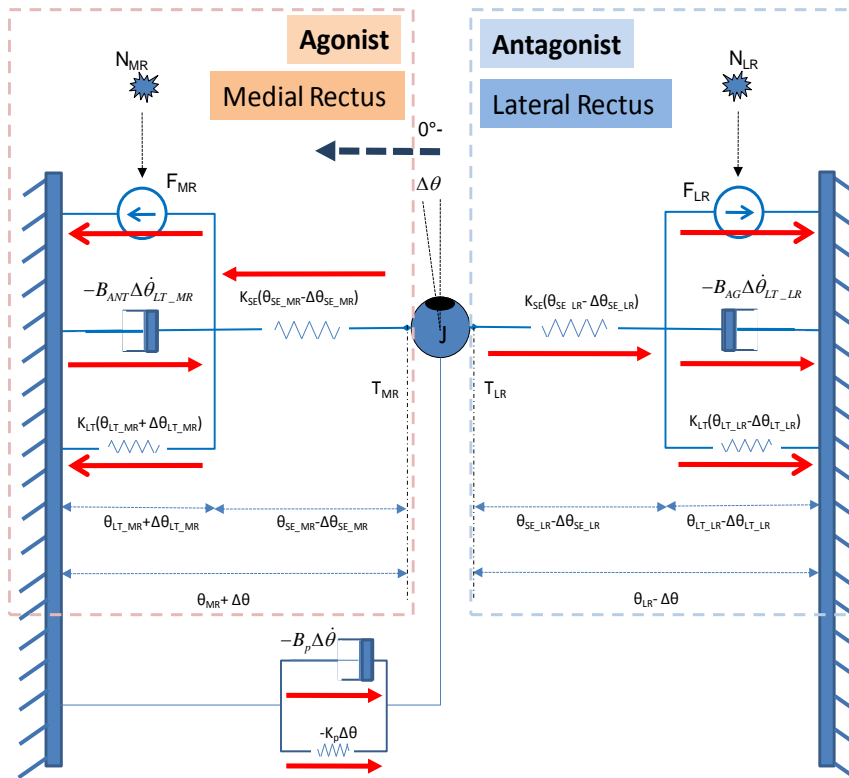 Agonist
Antagonist
N_MR
N_LR
Medial Rectus
Lateral Rectus
0°-
F_MR
Δθ
F_LR
-B_ANT Δθ̇_LT_MR
K_SE(θ_SE_MR-Δθ_SE_MR)
K_SE(θ_SE_LR-Δθ_SE_LR)
-B_AG Δθ̇_LT_LR
J
T_MR
T_LR
K_LT(θ_LT_MR+Δθ_LT_MR)
K_LT(θ_LT_LR-Δθ_LT_LR)
θ_LT_MR+Δθ_LT_MR
θ_SE_MR-Δθ_SE_MR
θ_SE_LR-Δθ_SE_LR
θ_LT_LR-Δθ_LT_LR
θ_MR+Δθ
θ_LR-Δθ
-B_p Δθ̇
-K_pΔθ